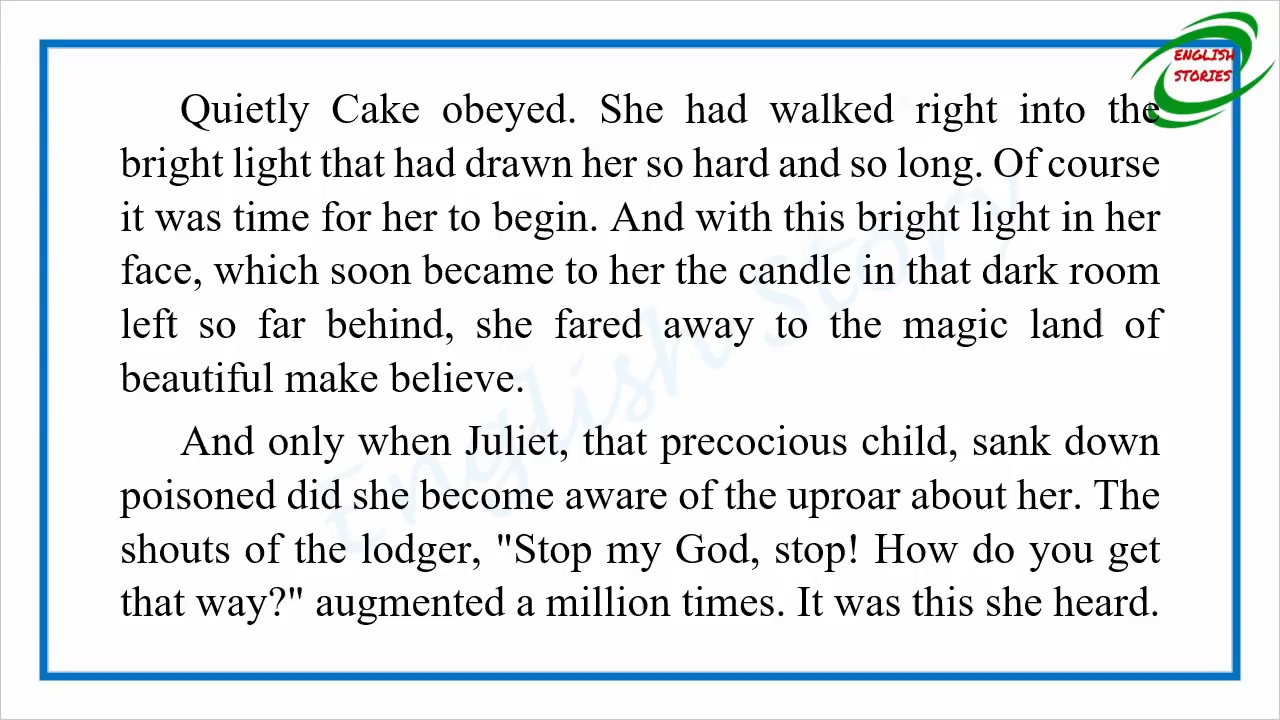 ENGLISH
STORIES
Quietly Cake obeyed. She had walked right into the
bright light that had drawn her so hard and so long. Of course
it was time for her to begin. And with this bright light in her
face, which soon became to her the candle in that dark room
left so far behind, she fared away to the magic land of
beautiful make believe.
And only when Juliet, that precocious child, sank down
poisoned did she become aware of the uproar about her. The
shouts of the lodger, "Stop my God, stop! How do you get
that way?" augmented a million times. It was this she heard.
English Story